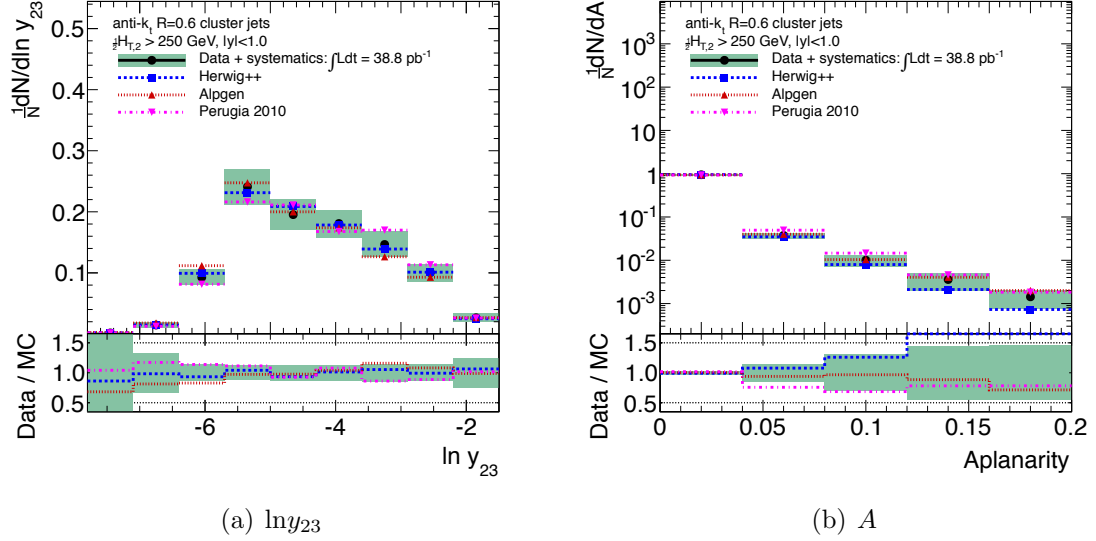 anti-k_t R=0.6 cluster jets
½H_T,2 > 250 GeV, |y|<1.0
Data + systematics: ∫Ldt = 38.8 pb⁻¹
Herwig++
Alpgen
Perugia 2010
1/N dN/dln y_23
0.5
0.4
0.3
0.2
0.1
Data / MC
1.5
1.0
0.5
-6 -4 -2
ln y_23
(a) lny_23
anti-k_t R=0.6 cluster jets
½H_T,2 > 250 GeV, |y|<1.0
Data + systematics: ∫Ldt = 38.8 pb⁻¹
Herwig++
Alpgen
Perugia 2010
1/N dN/dA
10³
10²
10
1
10⁻¹
10⁻²
10⁻³
Data / MC
1.5
1.0
0.5
0 0.05 0.10 0.15 0.2
Aplanarity
(b) A